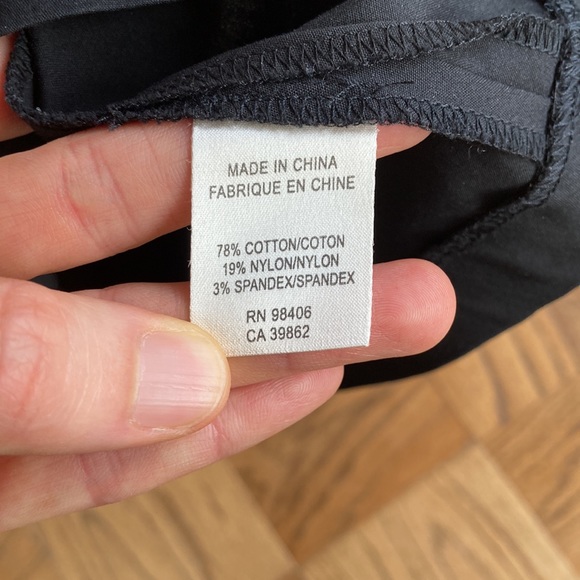 MADE IN CHINA
FABRIQUE EN CHINE
78% COTTON/COTON
19% NYLON/NYLON
3% SPANDEX/SPANDEX
RN 98406
CA 39862